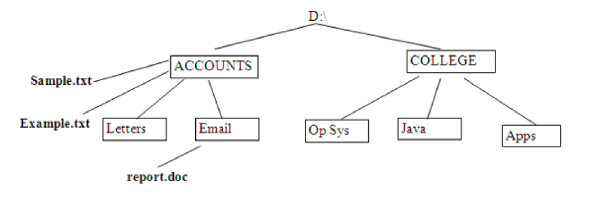 D:\
ACCOUNTS
COLLEGE
Sample.txt
Example.txt
Letters
Email
Op Sys
Java
Apps
report.doc